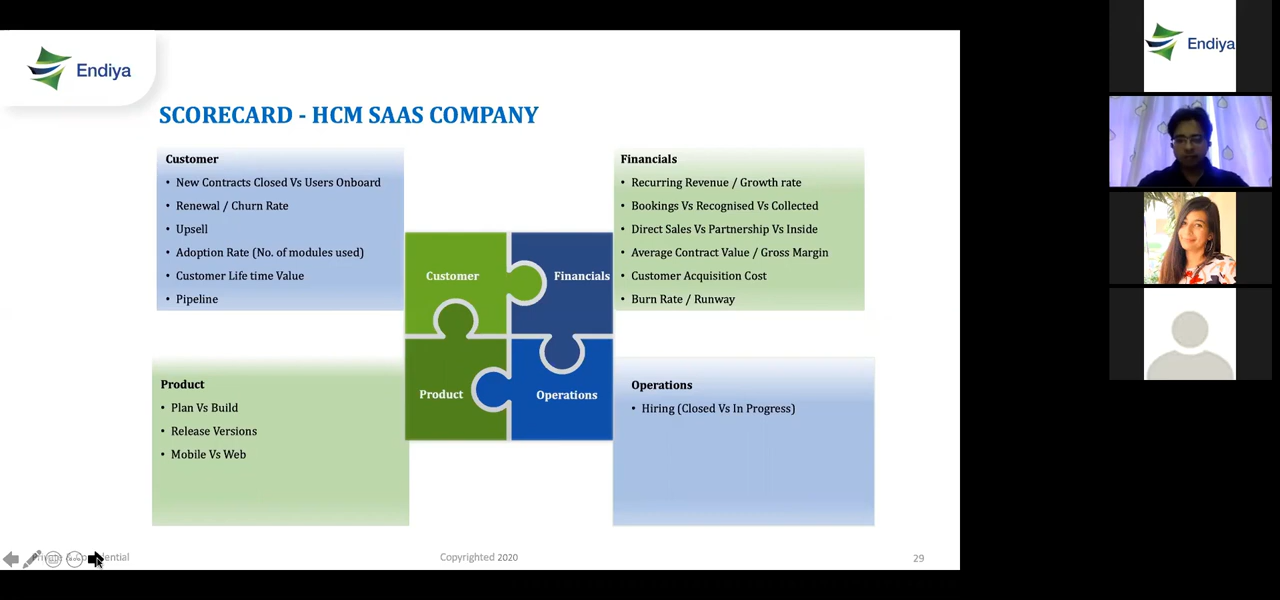 Endiya
SCORECARD - HCM SAAS COMPANY
Customer
• New Contracts Closed Vs Users Onboard
• Renewal / Churn Rate
• Upsell
• Adoption Rate (No. of modules used)
• Customer Life time Value
• Pipeline
Financials
• Recurring Revenue / Growth rate
• Bookings Vs Recognised Vs Collected
• Direct Sales Vs Partnership Vs Inside
• Average Contract Value / Gross Margin
• Customer Acquisition Cost
• Burn Rate / Runway
Customer
Financials
Product
Operations
Product
• Plan Vs Build
• Release Versions
• Mobile Vs Web
Operations
• Hiring (Closed Vs In Progress)
Copyrighted 2020
29
Endiya